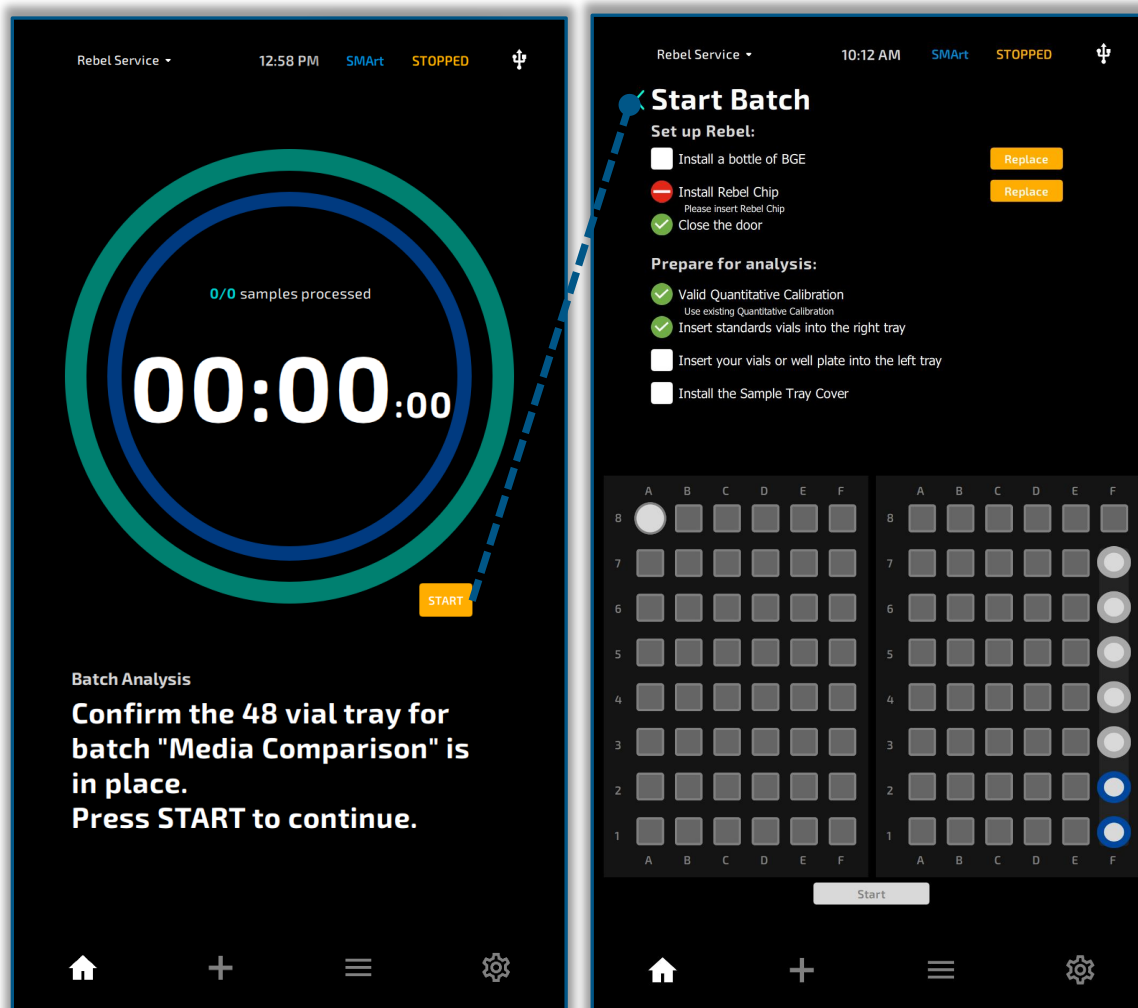 Rebel Service 12:58 PM SMArt STOPPED
0/0 samples processed
00:00:00
START
Batch Analysis
Confirm the 48 vial tray for
batch "Media Comparison" is
in place.
Press START to continue.
Rebel Service 10:12 AM SMArt STOPPED
Start Batch
Set up Rebel:
Install a bottle of BGE Replace
Install Rebel Chip Replace
Please insert Rebel Chip
Close the door
Prepare for analysis:
Valid Quantitative Calibration
Use existing Quantitative Calibration
Insert standards vials into the right tray
Insert your vials or well plate into the left tray
Install the Sample Tray Cover
A B C D E F A B C D E F
8 8
7 7
6 6
5 5
4 4
3 3
2 2
1 1
A B C D E F A B C D E F
Start